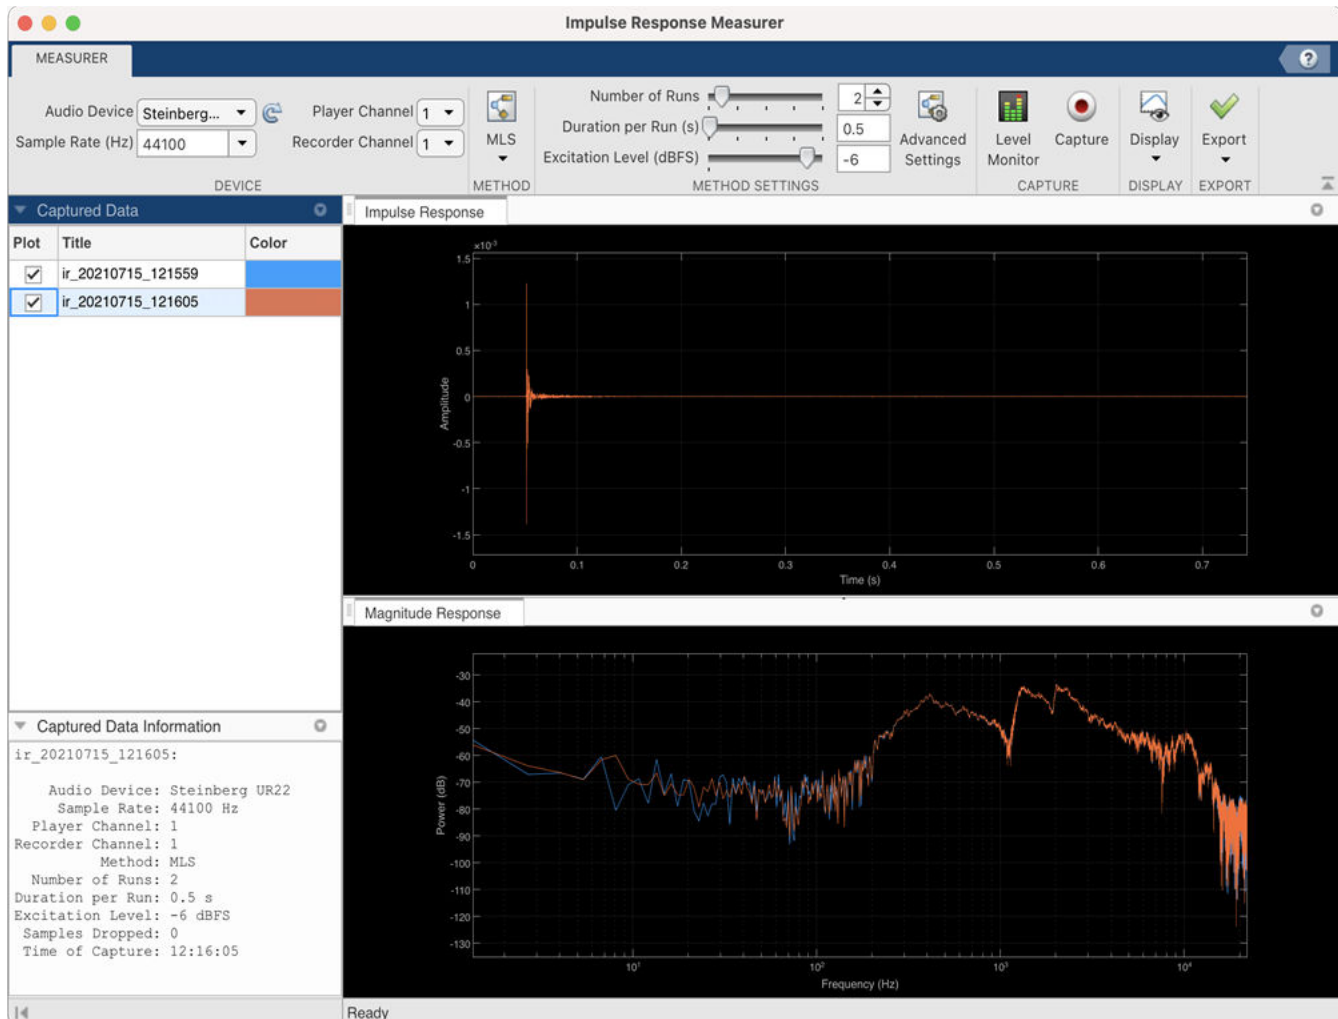 Impulse Response Measurer
MEASURER
?
Audio Device Steinberg...
Player Channel 1
Sample Rate (Hz) 44100
Recorder Channel 1
DEVICE
MLS
METHOD
Number of Runs 2
Duration per Run (s) 0.5
Excitation Level (dBFS) -6
Advanced
Settings
METHOD SETTINGS
Level
Monitor
Capture
CAPTURE
Display
DISPLAY
Export
EXPORT
Captured Data
Plot Title Color
ir_20210715_121559
ir_20210715_121605
Captured Data Information
ir_20210715_121605:
Audio Device: Steinberg UR22
Sample Rate: 44100 Hz
Player Channel: 1
Recorder Channel: 1
Method: MLS
Number of Runs: 2
Duration per Run: 0.5 s
Excitation Level: -6 dBFS
Samples Dropped: 0
Time of Capture: 12:16:05
Impulse Response
×10⁻³
1.5
1
0.5
0
-0.5
-1
-1.5
Amplitude
0 0.1 0.2 0.3 0.4 0.5 0.6 0.7
Time (s)
Magnitude Response
-30
-40
-50
-60
-70
-80
-90
-100
-110
-120
-130
Power (dB)
10¹ 10² 10³ 10⁴
Frequency (Hz)
Ready